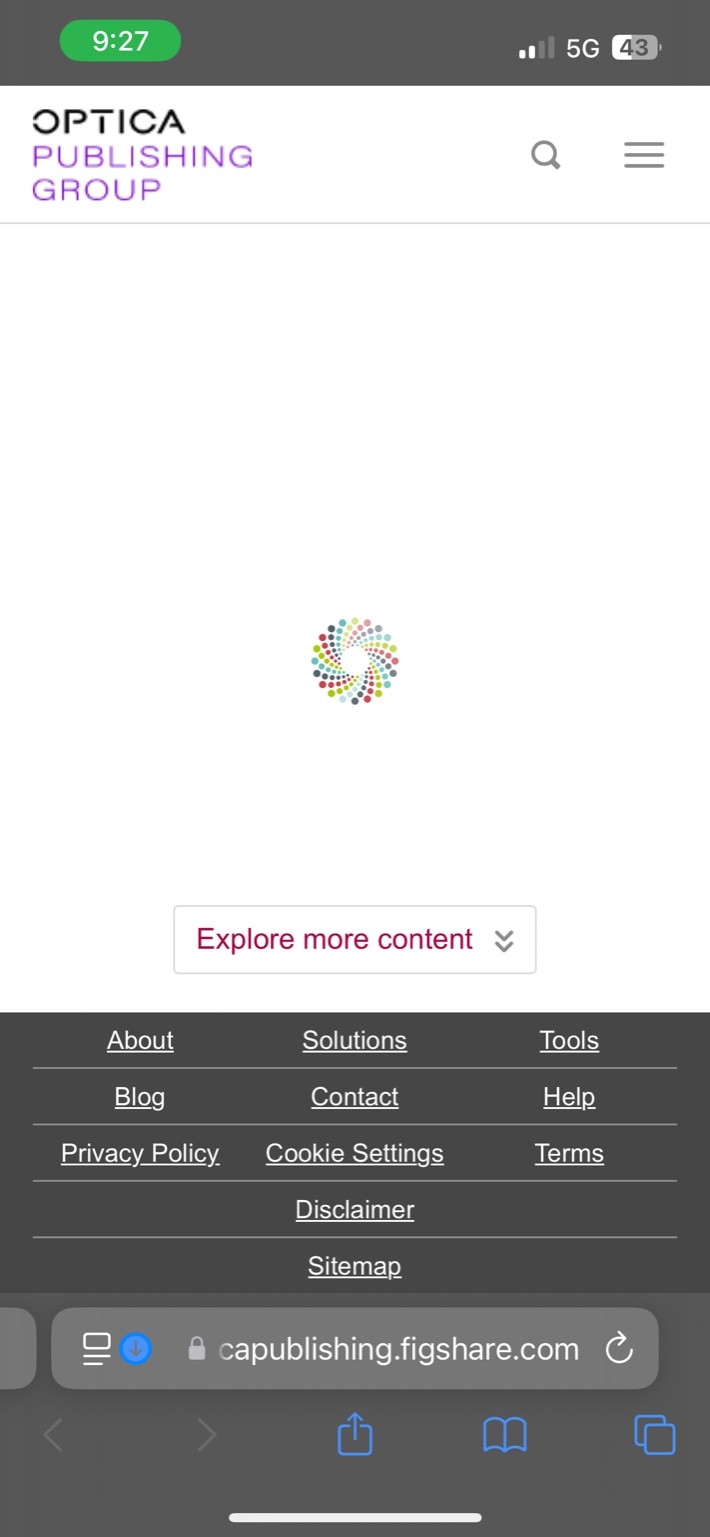 9:27
5G 43
OPTICA
PUBLISHING
GROUP
Explore more content
About Solutions Tools
Blog Contact Help
Privacy Policy Cookie Settings Terms
Disclaimer
Sitemap
capublishing.figshare.com